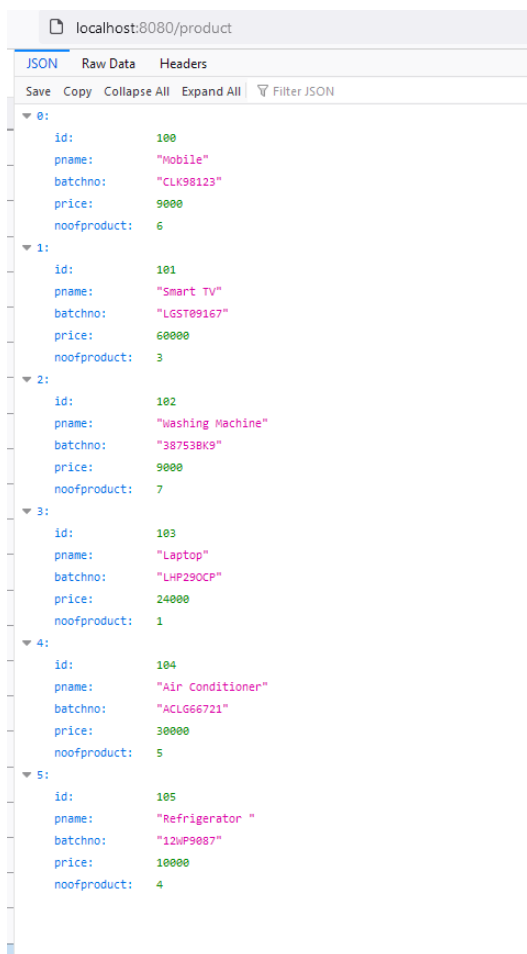 localhost:8080/product
JSON Raw Data Headers
Save Copy Collapse All Expand All Filter JSON
0:
id: 100
pname: "Mobile"
batchno: "CLK98123"
price: 9000
noofproduct: 6
1:
id: 101
pname: "Smart TV"
batchno: "LGST09167"
price: 60000
noofproduct: 3
2:
id: 102
pname: "Washing Machine"
batchno: "38753BK9"
price: 9000
noofproduct: 7
3:
id: 103
pname: "Laptop"
batchno: "LHP29OCP"
price: 24000
noofproduct: 1
4:
id: 104
pname: "Air Conditioner"
batchno: "ACLG66721"
price: 30000
noofproduct: 5
5:
id: 105
pname: "Refrigerator "
batchno: "12WP9087"
price: 10000
noofproduct: 4